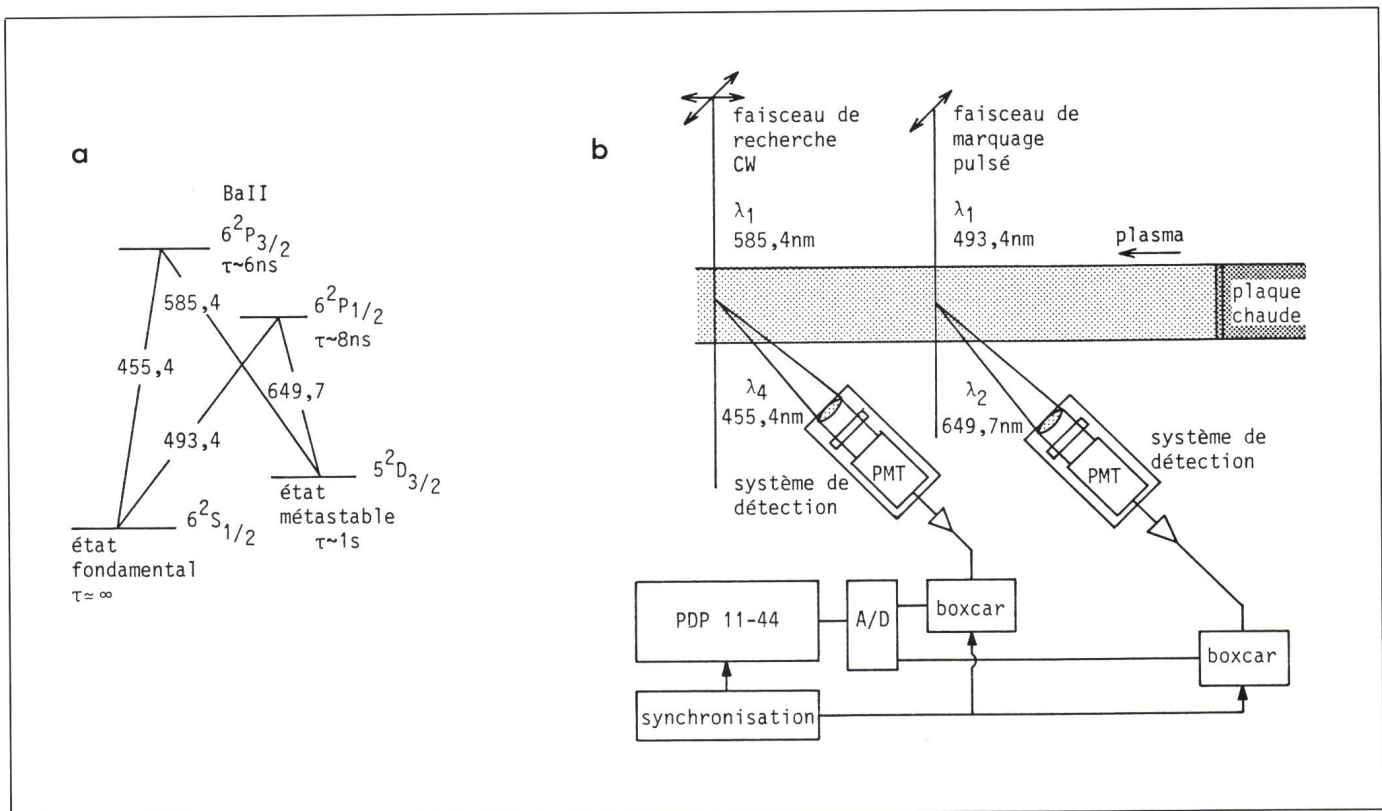 a
BaII
6²P₃/₂
τ~6ns
585,4
6²P₁/₂
τ~8ns
455,4
649,7
493,4
5²D₃/₂
état
métastable
τ~1s
6²S₁/₂
état
fondamental
τ≃∞
b
faisceau de
recherche
CW
λ₁
585,4nm
faisceau de
marquage
pulsé
λ₁
493,4nm
plasma
plaque
chaude
λ₄
455,4nm
PMT
système de
détection
λ₂
649,7nm
PMT
système de
détection
PDP 11-44
A/D
boxcar
boxcar
synchronisation